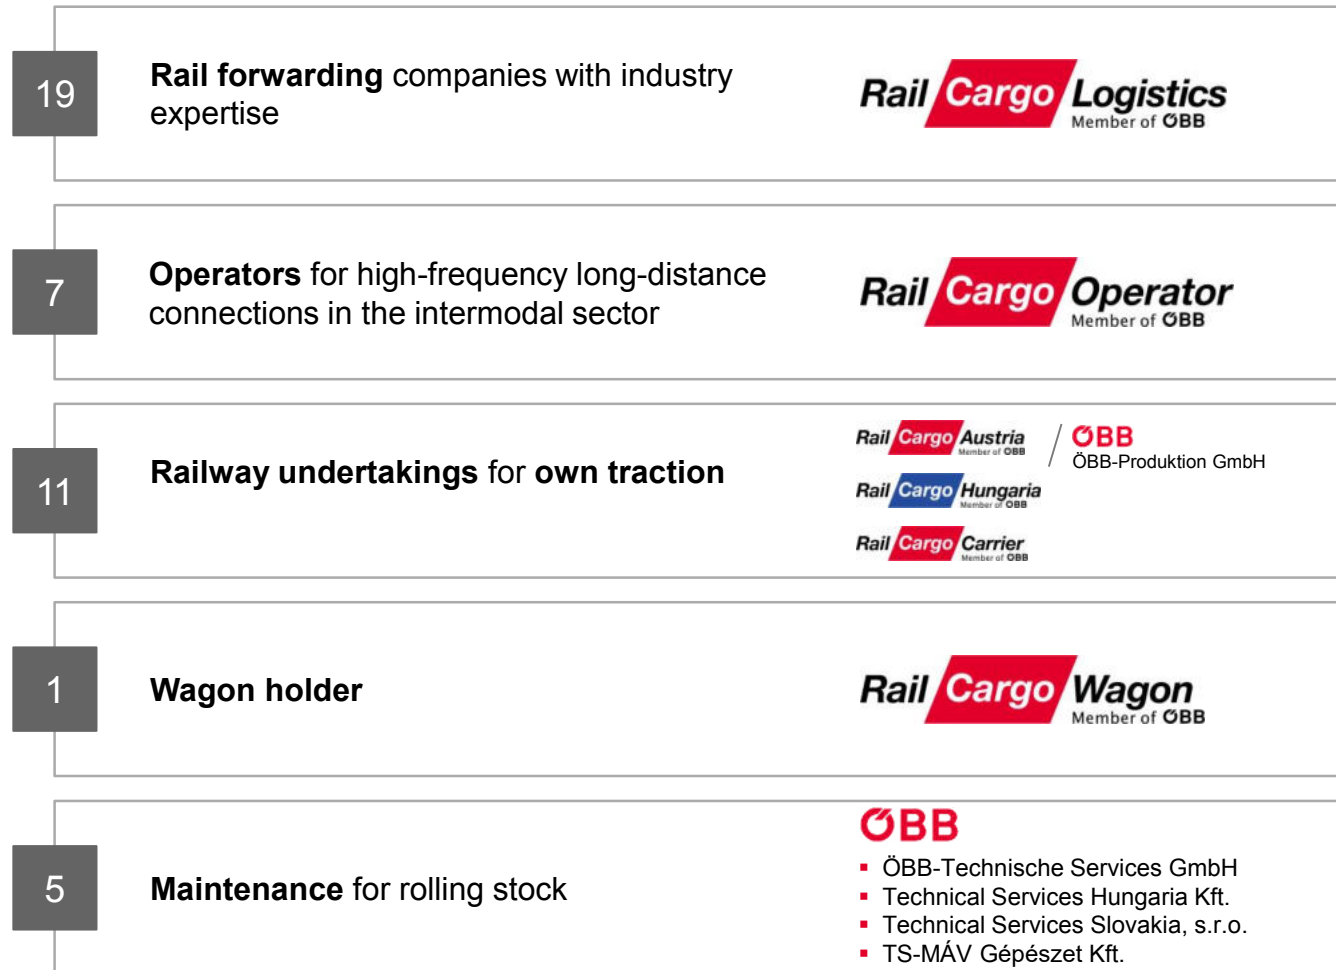 19
Rail forwarding companies with industry
expertise
Rail Cargo Logistics
Member of ÖBB
7
Operators for high-frequency long-distance
connections in the intermodal sector
Rail Cargo Operator
Member of ÖBB
11
Railway undertakings for own traction
Rail Cargo Austria
Member of ÖBB
/ ÖBB
ÖBB-Produktion GmbH
Rail Cargo Hungaria
Member of ÖBB
Rail Cargo Carrier
Member of ÖBB
1
Wagon holder
Rail Cargo Wagon
Member of ÖBB
5
Maintenance for rolling stock
ÖBB
▪ ÖBB-Technische Services GmbH
▪ Technical Services Hungaria Kft.
▪ Technical Services Slovakia, s.r.o.
▪ TS-MÁV Gépészet Kft.